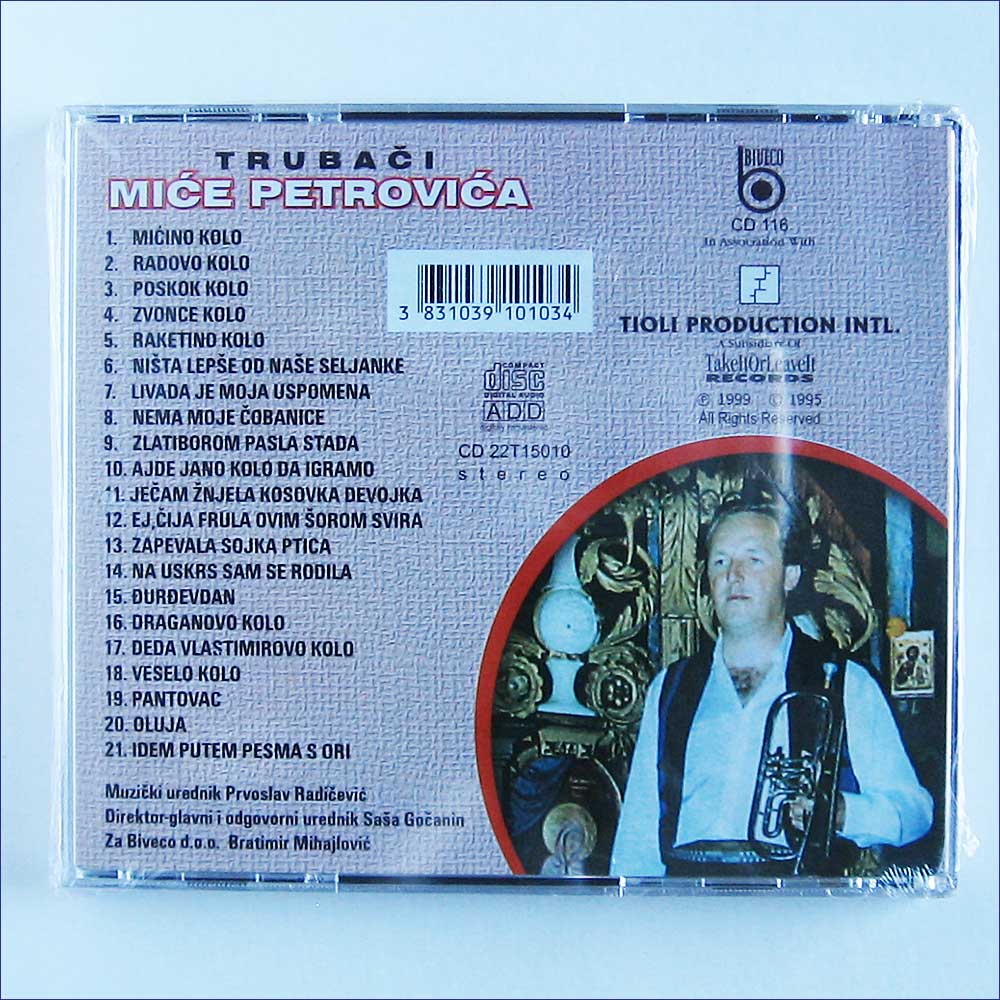 TRUBAČI
MIĆE PETROVIĆA
1. MIĆINO KOLO
2. RADOVO KOLO
3. POSKOK KOLO
4. ZVONCE KOLO
5. RAKETINO KOLO
6. NIŠTA LEPŠE OD NAŠE SELJANKE
7. LIVADA JE MOJA USPOMENA
8. NEMA MOJE ČOBANICE
9. ZLATIBOROM PASLA STADA
10. AJDE JANO KOLO DA IGRAMO
11. JEČAM ŽNJELA KOSOVKA ĐEVOJKA
12. EJ,ČIJA FRULA OVIM ŠOROM SVIRA
13. ZAPEVALA SOJKA PTICA
14. NA USKRS SAM SE RODILA
15. ĐURĐEVDAN
16. DRAGANOVO KOLO
17. DEDA VLASTIMIROVO KOLO
18. VESELO KOLO
19. PANTOVAC
20. OLUJA
21. IDEM PUTEM PESMA S ORI
Muzički urednik Prvoslav Radičević
Direktor-glavni i odgovorni urednik Saša Gočanin
Za Biveco d.o.o. Bratimir Mihajlović
3 831039 101034
COMPACT
disc
DIGITAL AUDIO
ADD
digitally remastered
CD 22T15010
stereo
BIVECO
CD 116
In Association With
TIOLI PRODUCTION INTL.
A Subsidiary Of
TakeItOrLeaveIt
RECORDS
℗ 1999 © 1995
All Rights Reserved